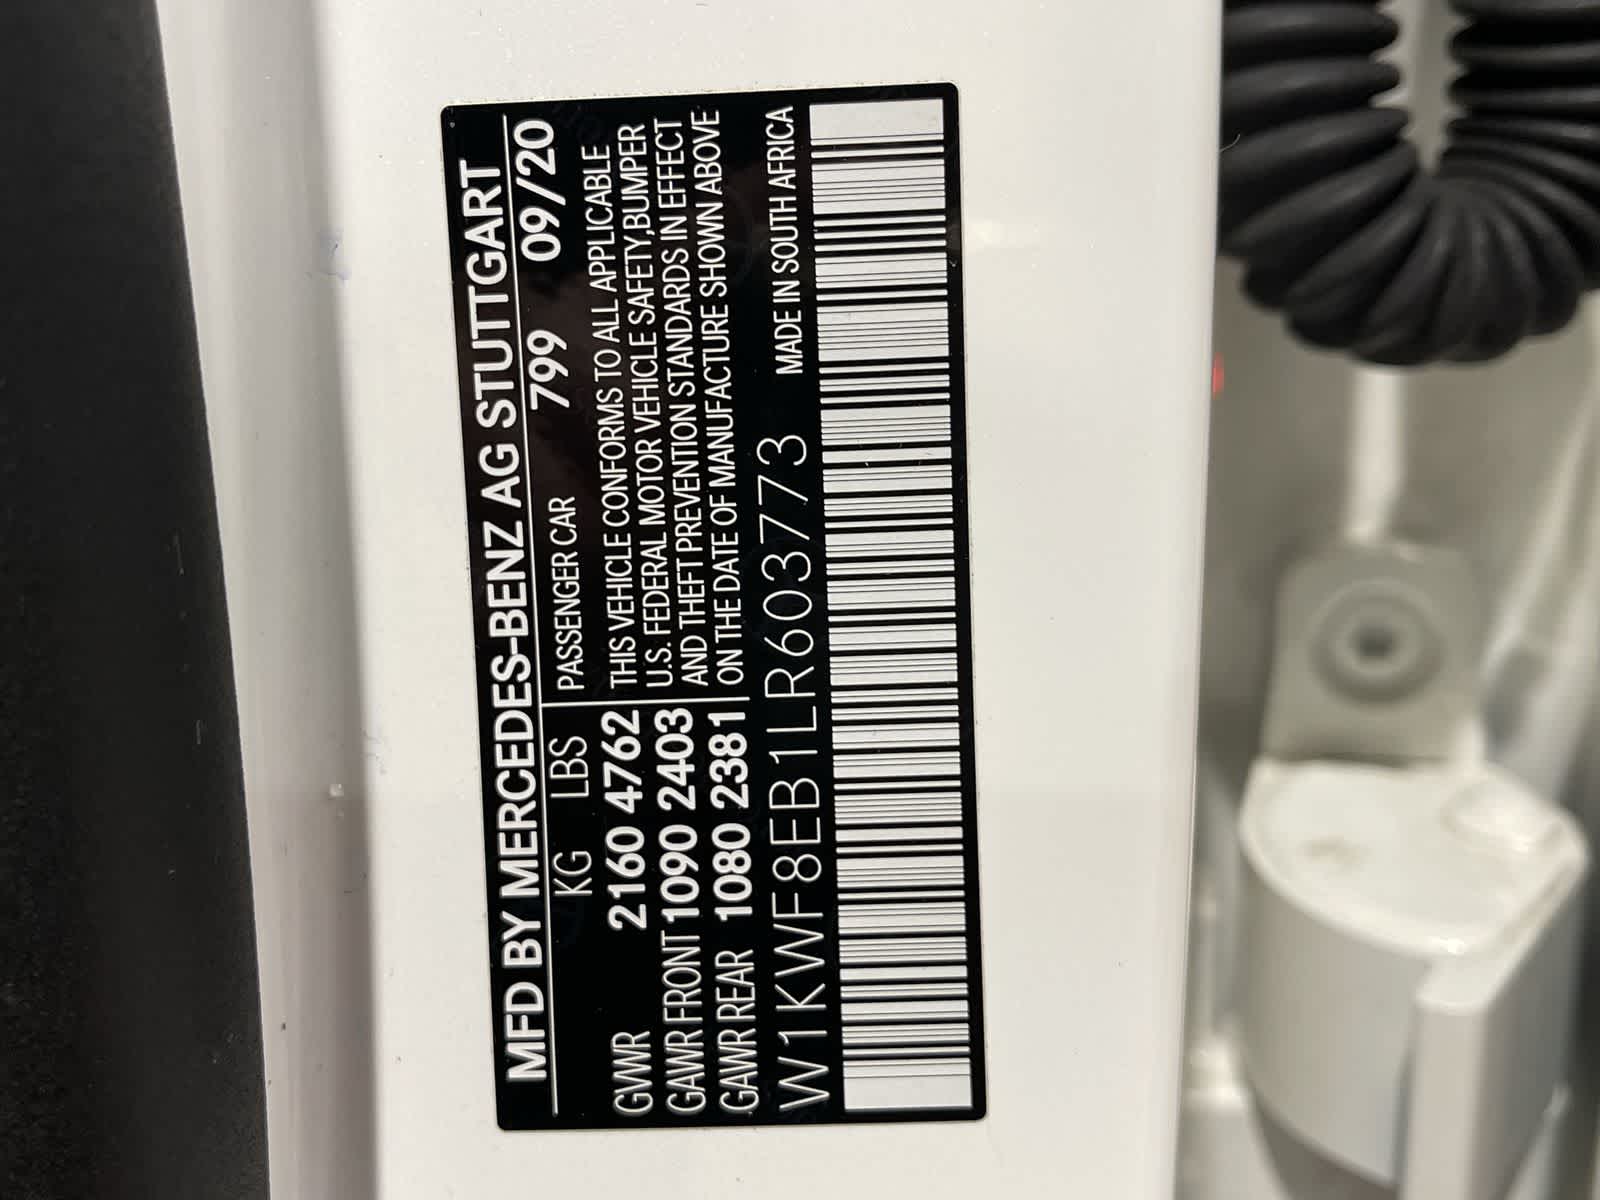 MFD BY MERCEDES-BENZ AG STUTTGART
KG LBS PASSENGER CAR 799 09/20
GVWR 2160 4762 THIS VEHICLE CONFORMS TO ALL APPLICABLE
GAWR FRONT 1090 2403 U.S. FEDERAL MOTOR VEHICLE SAFETY,BUMPER
GAWR REAR 1080 2381 AND THEFT PREVENTION STANDARDS IN EFFECT
ON THE DATE OF MANUFACTURE SHOWN ABOVE
W1KWF8EB1LR603773 MADE IN SOUTH AFRICA